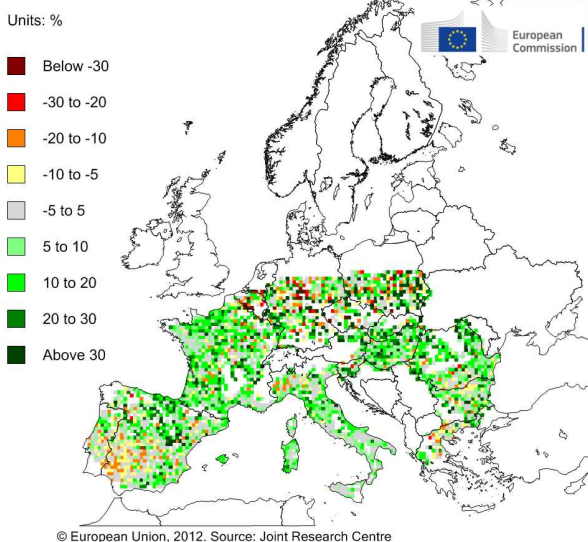 Units: %
European
Commission
Below -30
-30 to -20
-20 to -10
-10 to -5
-5 to 5
5 to 10
10 to 20
20 to 30
Above 30
© European Union, 2012. Source: Joint Research Centre